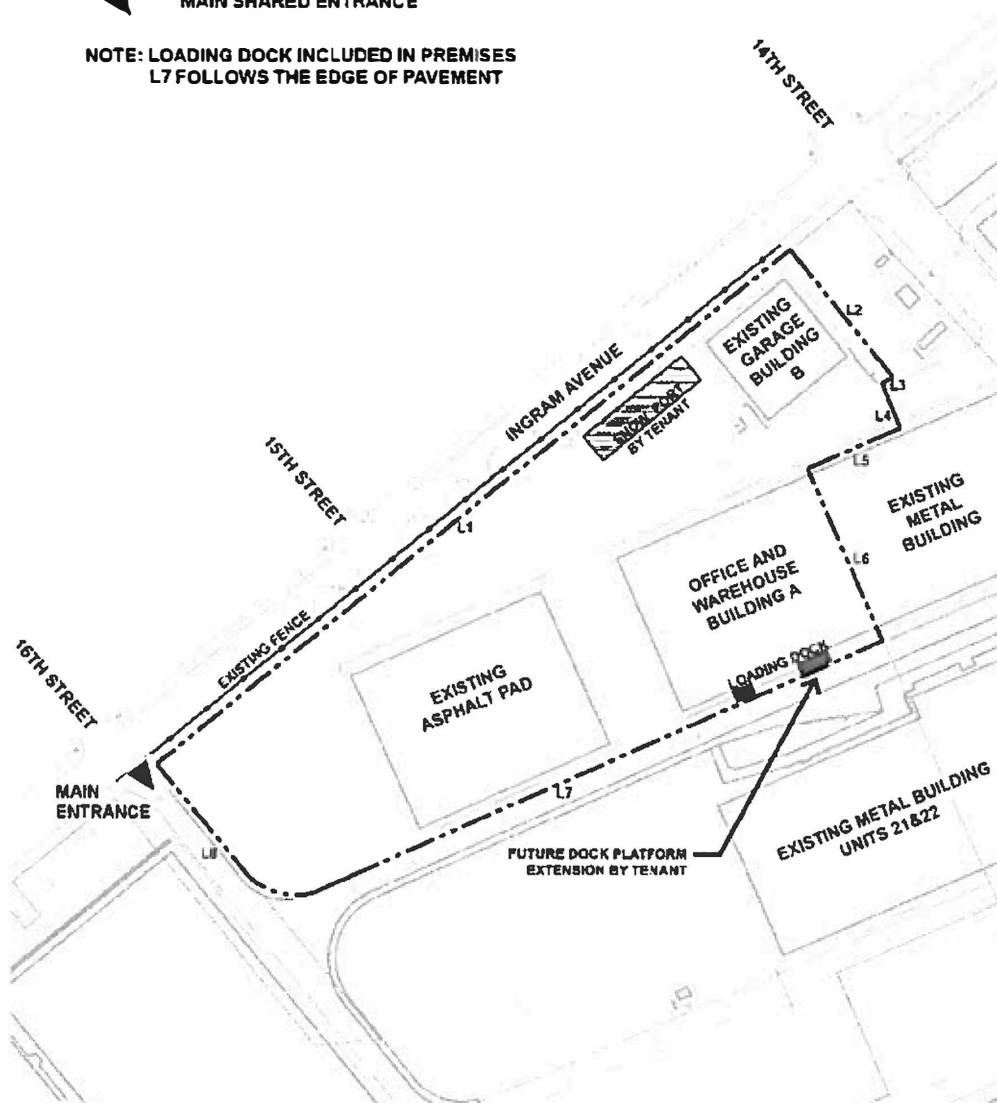 MAIN SHARED ENTRANCE
NOTE: LOADING DOCK INCLUDED IN PREMISES
L7 FOLLOWS THE EDGE OF PAVEMENT
14TH STREET
L2
EXISTING
GARAGE
BUILDING
B
L3
INGRAM AVENUE
SNOW PORT
BY TENANT
L4
15TH STREET
L5
EXISTING
METAL
BUILDING
L1
L6
OFFICE AND
WAREHOUSE
BUILDING A
EXISTING FENCE
16TH STREET
LOADING DOCK
EXISTING
ASPHALT PAD
MAIN
ENTRANCE
L7
L8
EXISTING METAL BUILDING
UNITS 21&22
FUTURE DOCK PLATFORM
EXTENSION BY TENANT